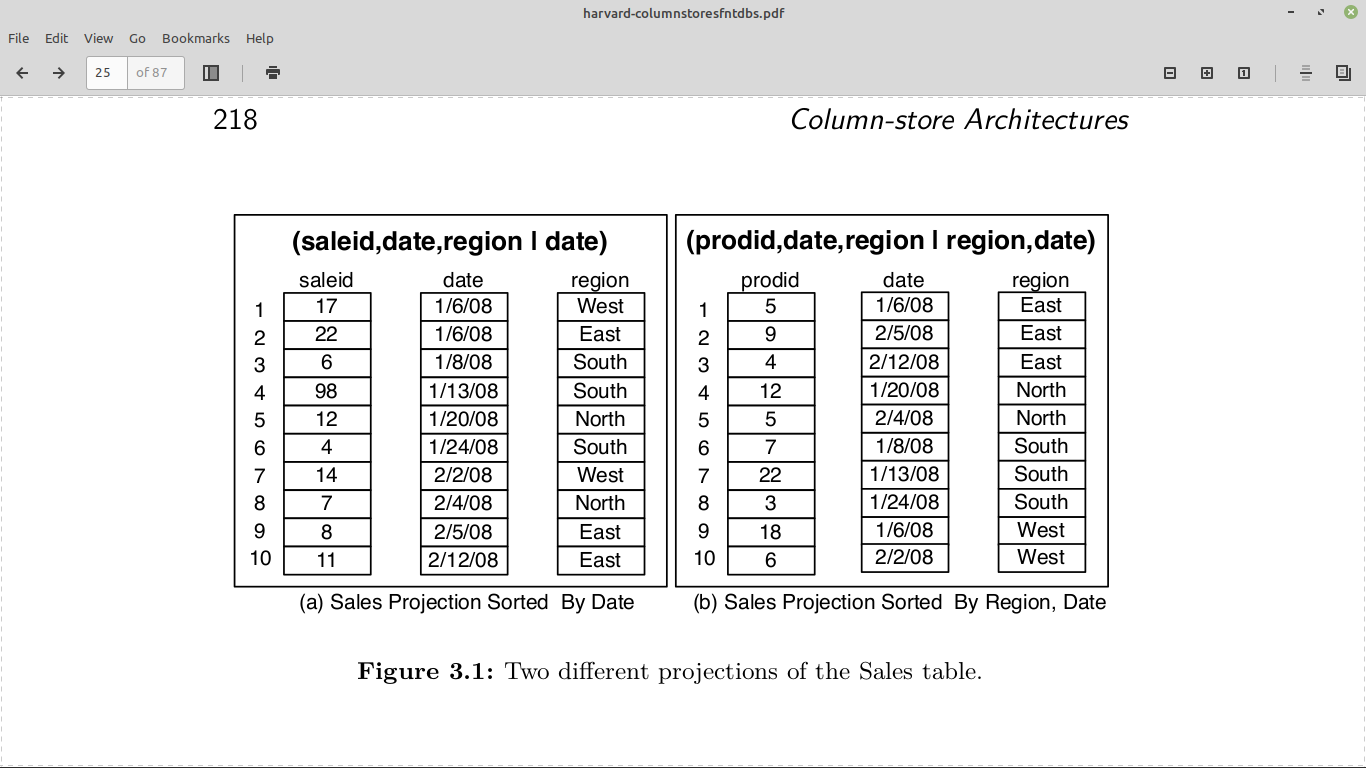 harvard-columnstoresfntdbs.pdf
File Edit View Go Bookmarks Help
25 of 87
218 Column-store Architectures
(saleid,date,region | date)
saleid date region
1 17 1/6/08 West
2 22 1/6/08 East
3 6 1/8/08 South
4 98 1/13/08 South
5 12 1/20/08 North
6 4 1/24/08 South
7 14 2/2/08 West
8 7 2/4/08 North
9 8 2/5/08 East
10 11 2/12/08 East
(a) Sales Projection Sorted By Date
(prodid,date,region | region,date)
prodid date region
1 5 1/6/08 East
2 9 2/5/08 East
3 4 2/12/08 East
4 12 1/20/08 North
5 5 2/4/08 North
6 7 1/8/08 South
7 22 1/13/08 South
8 3 1/24/08 South
9 18 1/6/08 West
10 6 2/2/08 West
(b) Sales Projection Sorted By Region, Date
Figure 3.1: Two different projections of the Sales table.